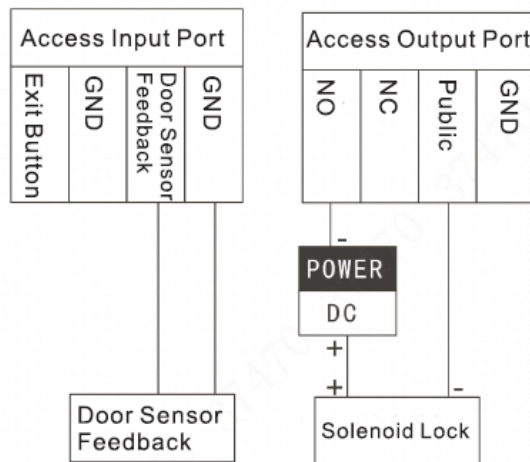 Access Input Port
Exit Button
GND
Door Sensor
Feedback
GND
Door Sensor
Feedback
Access Output Port
NO
NC
Public
GND
-
POWER
DC
+
+
-
Solenoid Lock